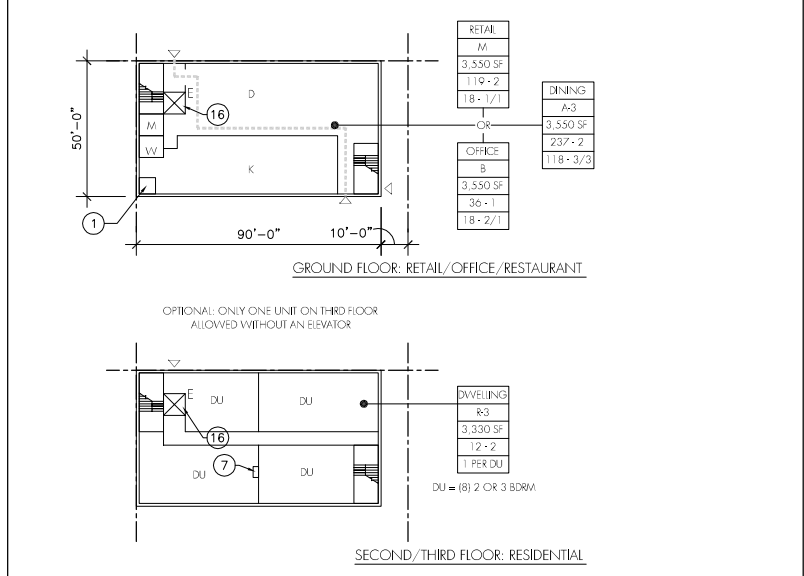 RETAIL
M
3,550 SF
119 - 2
18 - 1/1
OR
OFFICE
B
3,550 SF
36 - 1
18 - 2/1
DINING
A-3
3,550 SF
237 - 2
118 - 3/3
50'-0"
E
D
16
M
W
K
1
90'-0"
10'-0"
GROUND FLOOR: RETAIL/OFFICE/RESTAURANT
OPTIONAL: ONLY ONE UNIT ON THIRD FLOOR
ALLOWED WITHOUT AN ELEVATOR
E
DU
DU
16
DU
7
DU
DWELLING
R-3
3,330 SF
12 - 2
1 PER DU
DU = (8) 2 OR 3 BDRM
SECOND/THIRD FLOOR: RESIDENTIAL